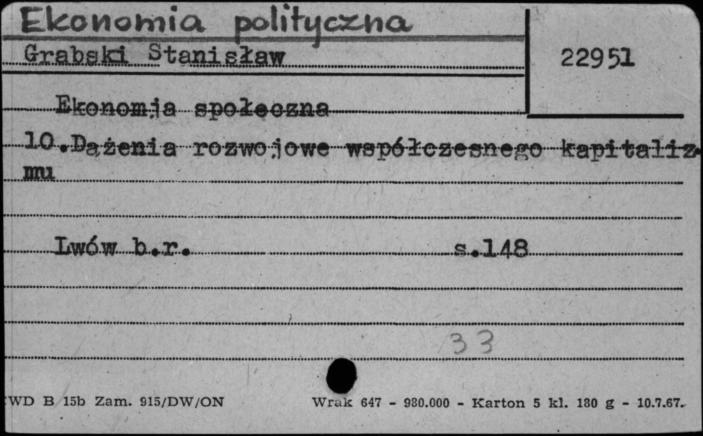 Ekonomia polityczna
Grabski Stanisław
22951
Ekonomja społeczna
10.Dążenia rozwojowe współczesnego kapitaliz-
mu
Lwów b.r. s.148
33
WD B 15b Zam. 915/DW/ON Wrak 647 - 980.000 - Karton 5 kl. 180 g - 10.7.67.